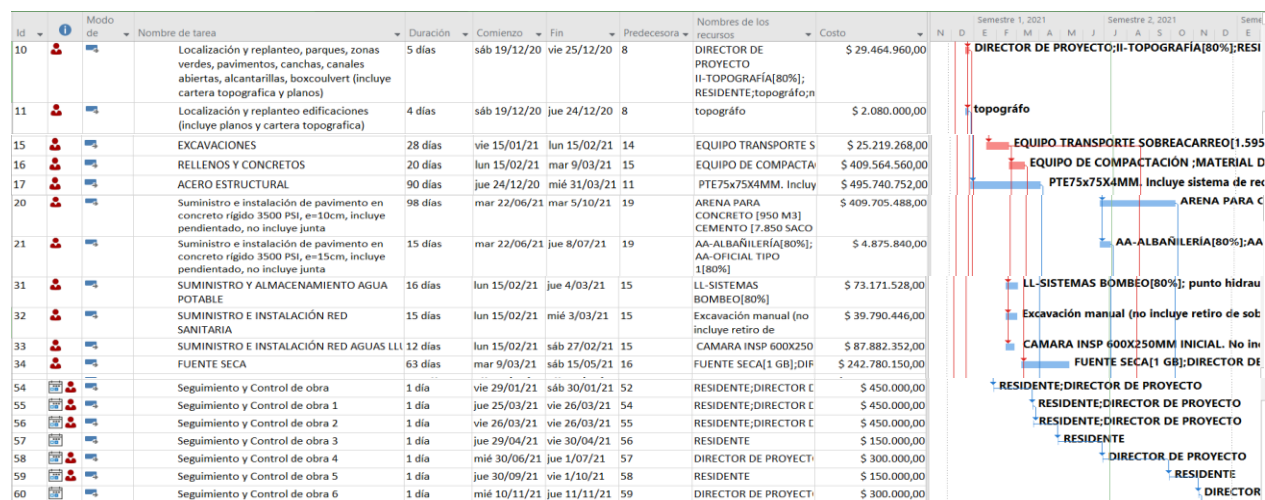 Id Modo de Nombre de tarea Duración Comienzo Fin Predecesora Nombres de los recursos Costo
Semestre 1, 2021 Semestre 2, 2021 Seme
N D E F M A M J J A S O N D E
10 Localización y replanteo, parques, zonas verdes, pavimentos, canchas, canales abiertas, alcantarillas, boxcoulvert (incluye cartera topografica y planos) 5 días sáb 19/12/20 vie 25/12/20 8 DIRECTOR DE PROYECTO II-TOPOGRAFÍA[80%]; RESIDENTE;topográfo;n $ 29.464.960,00 DIRECTOR DE PROYECTO;II-TOPOGRAFÍA[80%];RESI
11 Localización y replanteo edificaciones (incluye planos y cartera topografica) 4 días sáb 19/12/20 jue 24/12/20 8 topográfo $ 2.080.000,00 topográfo
15 EXCAVACIONES 28 días vie 15/01/21 lun 15/02/21 14 EQUIPO TRANSPORTE S $ 25.219.268,00 EQUIPO TRANSPORTE SOBREACARREO[1.595
16 RELLENOS Y CONCRETOS 20 días lun 15/02/21 mar 9/03/21 15 EQUIPO DE COMPACTA $ 409.564.560,00 EQUIPO DE COMPACTACIÓN ;MATERIAL D
17 ACERO ESTRUCTURAL 90 días jue 24/12/20 mié 31/03/21 11 PTE75x75X4MM. Incluy $ 495.740.752,00 PTE75x75X4MM. Incluye sistema de rec
20 Suministro e instalación de pavimento en concreto rígido 3500 PSI, e=10cm, incluye pendientado, no incluye junta 98 días mar 22/06/21 mar 5/10/21 19 ARENA PARA CONCRETO [950 M3] CEMENTO [7.850 SACO $ 409.705.488,00 ARENA PARA C
21 Suministro e instalación de pavimento en concreto rígido 3500 PSI, e=15cm, incluye pendientado, no incluye junta 15 días mar 22/06/21 jue 8/07/21 19 AA-ALBAÑILERÍA[80%]; AA-OFICIAL TIPO 1[80%] $ 4.875.840,00 AA-ALBAÑILERÍA[80%];AA
31 SUMINISTRO Y ALMACENAMIENTO AGUA POTABLE 16 días lun 15/02/21 jue 4/03/21 15 LL-SISTEMAS BOMBEO[80%] $ 73.171.528,00 LL-SISTEMAS BOMBEO[80%]; punto hidrau
32 SUMINISTRO E INSTALACIÓN RED SANITARIA 15 días lun 15/02/21 mié 3/03/21 15 Excavación manual (no incluye retiro de $ 39.790.446,00 Excavación manual (no incluye retiro de sob
33 SUMINISTRO E INSTALACIÓN RED AGUAS LLU 12 días lun 15/02/21 sáb 27/02/21 15 CAMARA INSP 600X250 $ 87.882.352,00 CAMARA INSP 600X250MM INICIAL. No in
34 FUENTE SECA 63 días mar 9/03/21 sáb 15/05/21 16 FUENTE SECA[1 GB];DIR $ 242.780.150,00 FUENTE SECA[1 GB];DIRECTOR DE
54 Seguimiento y Control de obra 1 día vie 29/01/21 sáb 30/01/21 52 RESIDENTE;DIRECTOR D $ 450.000,00 RESIDENTE;DIRECTOR DE PROYECTO
55 Seguimiento y Control de obra 1 1 día jue 25/03/21 vie 26/03/21 54 RESIDENTE;DIRECTOR D $ 450.000,00 RESIDENTE;DIRECTOR DE PROYECTO
56 Seguimiento y Control de obra 2 1 día vie 26/03/21 vie 26/03/21 55 RESIDENTE;DIRECTOR D $ 450.000,00 RESIDENTE;DIRECTOR DE PROYECTO
57 Seguimiento y Control de obra 3 1 día jue 29/04/21 vie 30/04/21 56 RESIDENTE $ 150.000,00 RESIDENTE
58 Seguimiento y Control de obra 4 1 día mié 30/06/21 jue 1/07/21 57 DIRECTOR DE PROYECT $ 300.000,00 DIRECTOR DE PROYECTO
59 Seguimiento y Control de obra 5 1 día jue 30/09/21 vie 1/10/21 58 RESIDENTE $ 150.000,00 RESIDENTE
60 Seguimiento y Control de obra 6 1 día mié 10/11/21 jue 11/11/21 59 DIRECTOR DE PROYECT $ 300.000,00 DIRECTOR